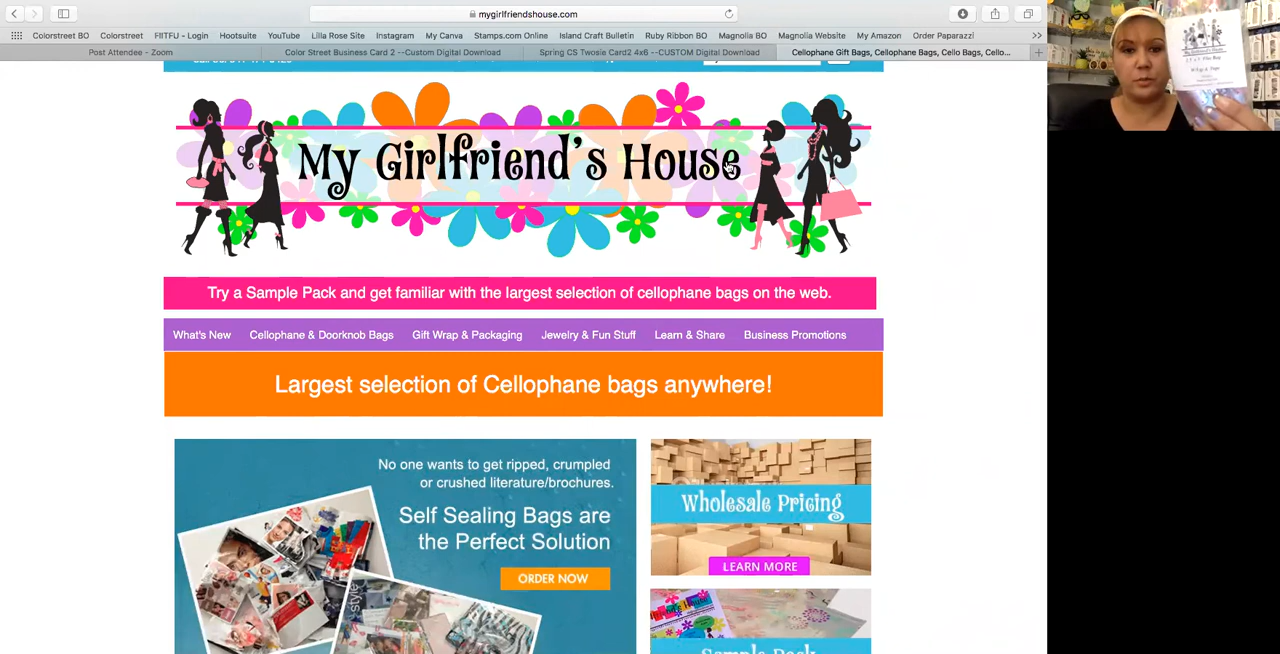 mygirlfriendshouse.com
Colorstreet BO
Colorstreet
FIITFU - Login
Hootsuite
YouTube
Lilla Rose Site
Instagram
My Canva
Stamps.com Online
Island Craft Bulletin
Ruby Ribbon BO
Magnolia BO
Magnolia Website
My Amazon
Order Paparazzi
Post Attendee - Zoom
Color Street Business Card 2 --Custom Digital Download
Spring CS Twosie Card2 4x6 --CUSTOM Digital Download
Cellophane Gift Bags, Cellophane Bags, Cello Bags, Cello...
My Girlfriend's House
My Girlfriend's House
Try a Sample Pack and get familiar with the largest selection of cellophane bags on the web.
What's New
Cellophane & Doorknob Bags
Gift Wrap & Packaging
Jewelry & Fun Stuff
Learn & Share
Business Promotions
Largest selection of Cellophane bags anywhere!
No one wants to get ripped, crumpled
or crushed literature/brochures.
Self Sealing Bags are
the Perfect Solution
ORDER NOW
style
Wholesale Pricing
LEARN MORE
Sample Pack